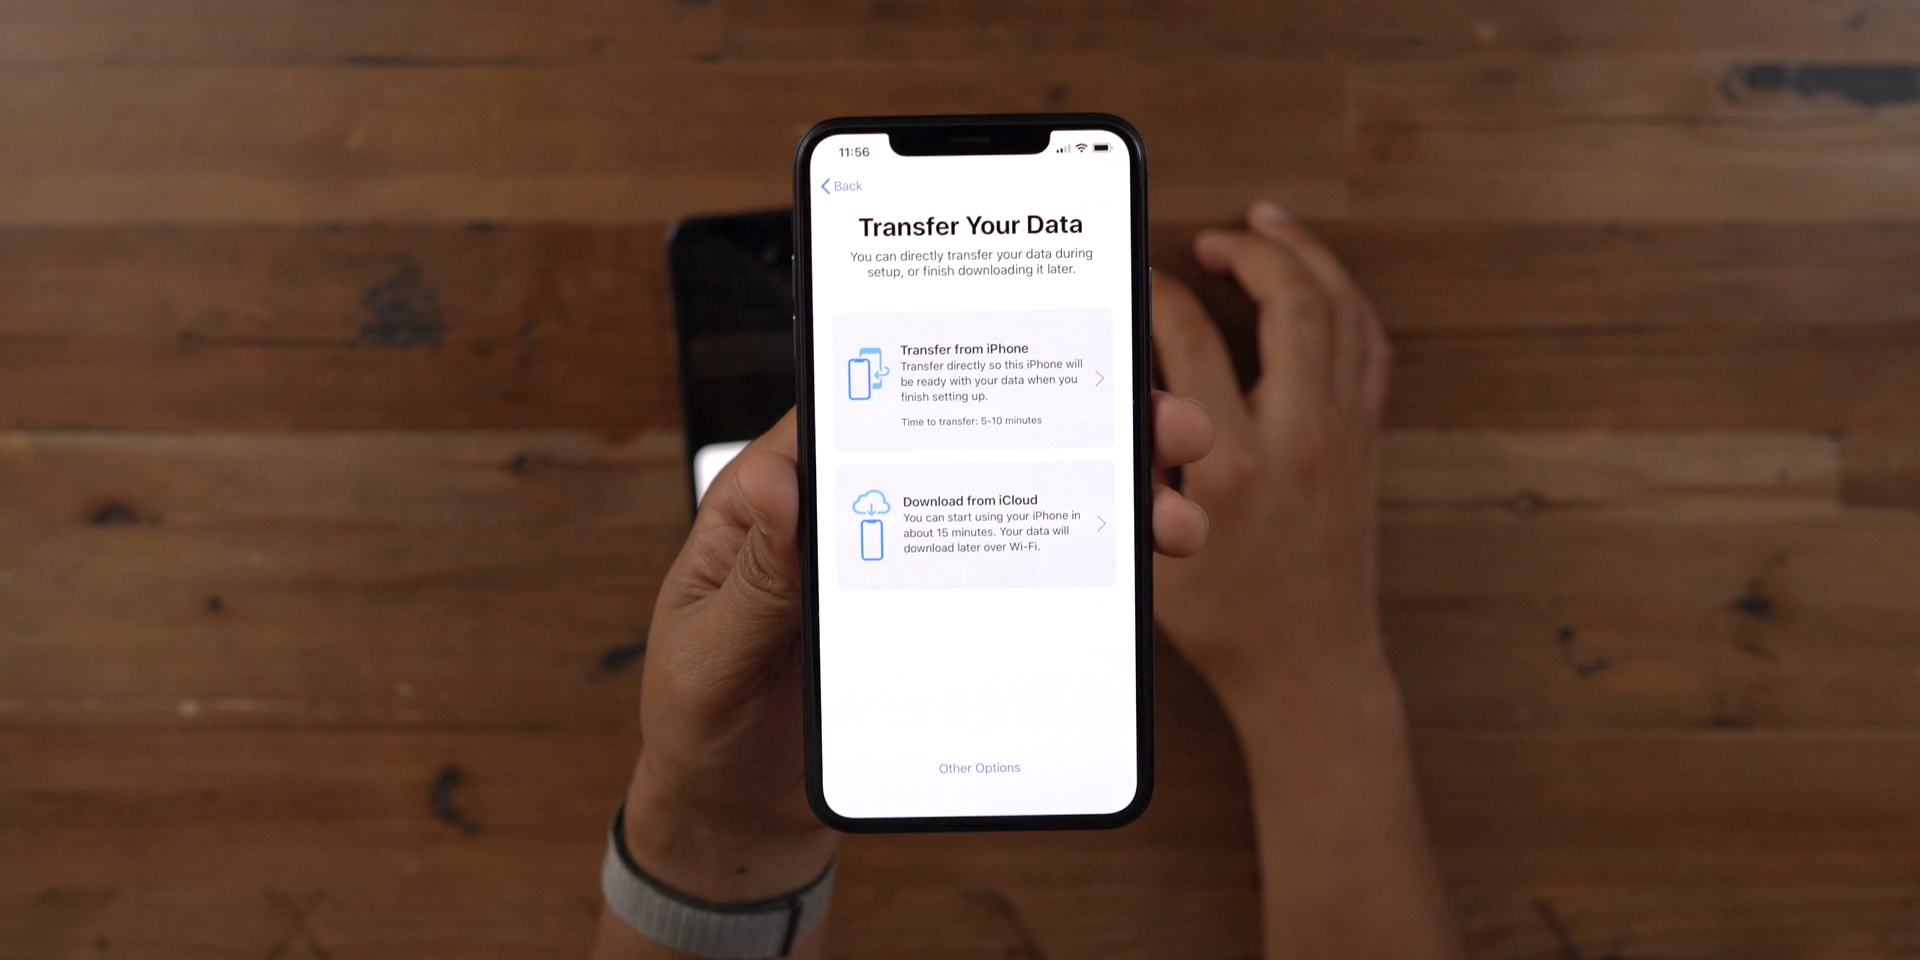 11:56
Back
Transfer Your Data
You can directly transfer your data during
setup, or finish downloading it later.
Transfer from iPhone
Transfer directly so this iPhone will
be ready with your data when you
finish setting up.
Time to transfer: 5-10 minutes
Download from iCloud
You can start using your iPhone in
about 15 minutes. Your data will
download later over Wi-Fi.
Other Options